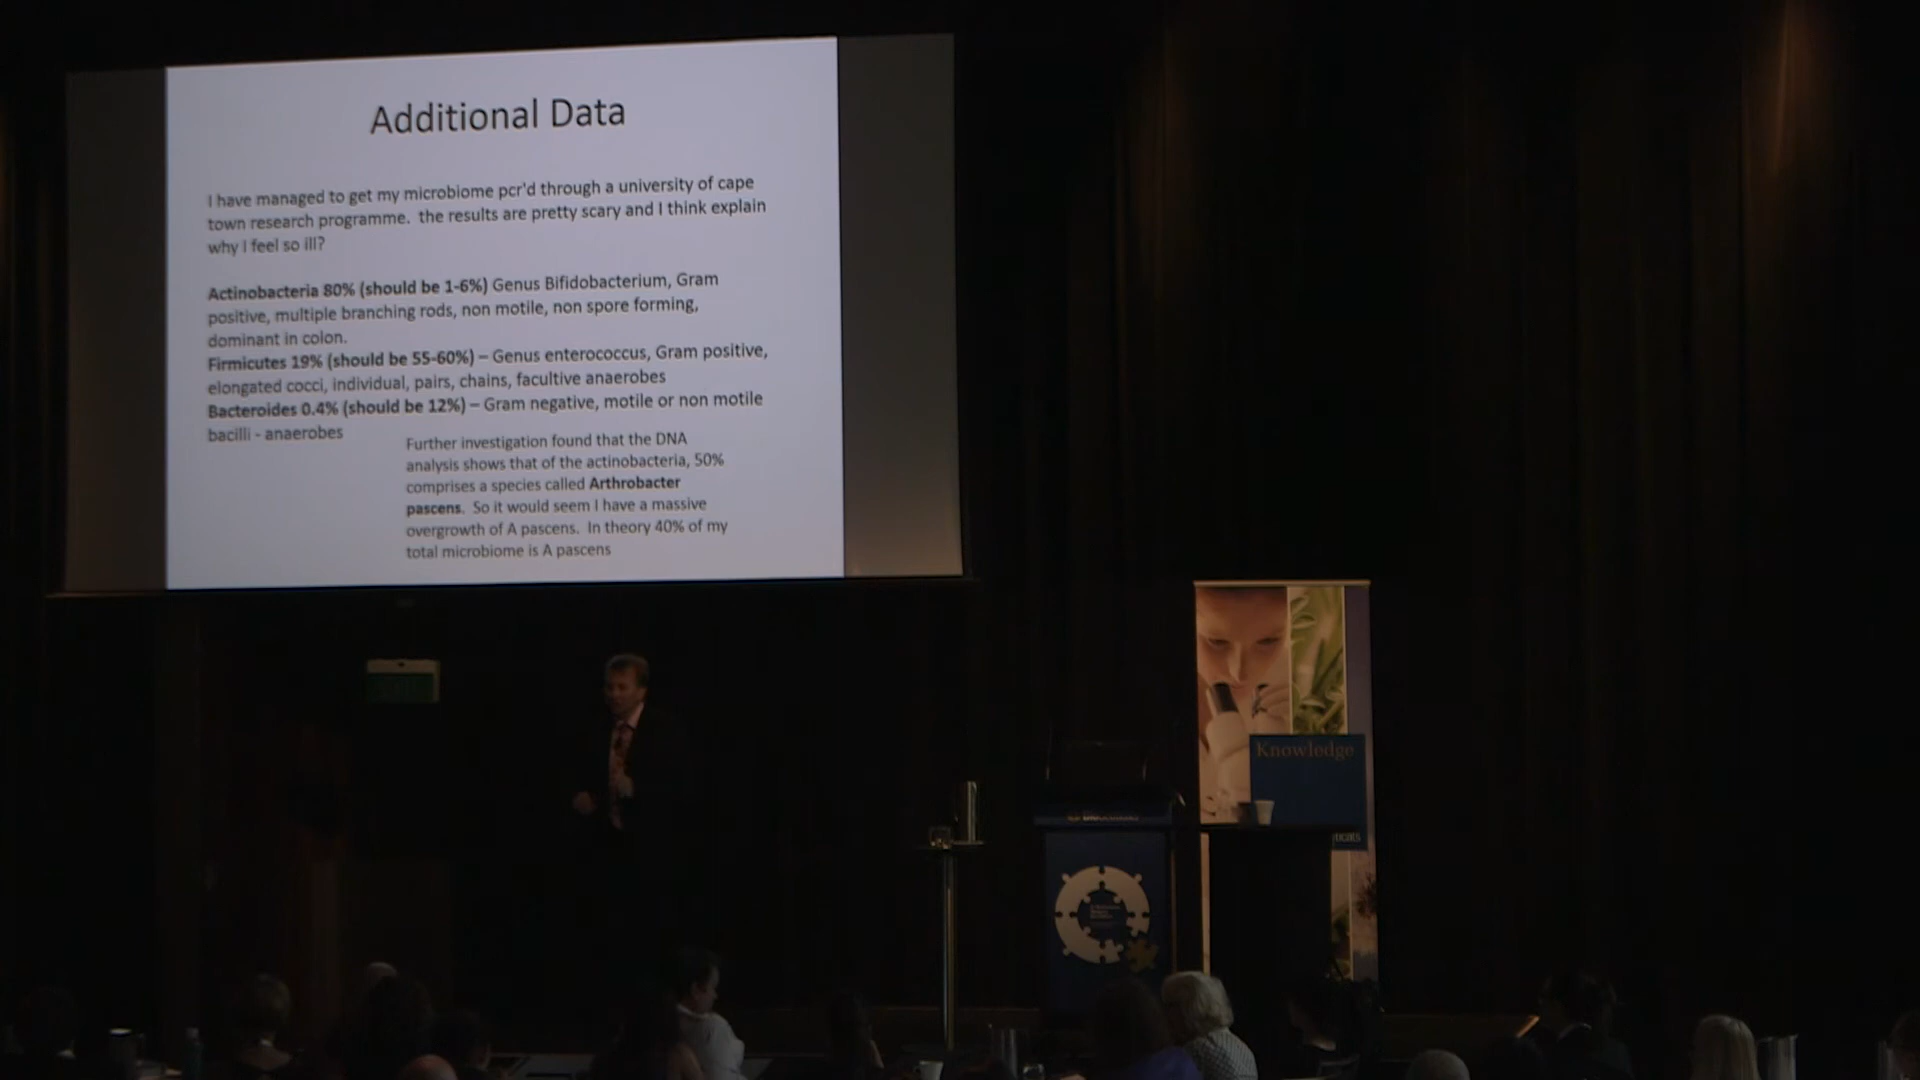 Additional Data
I have managed to get my microbiome pcr'd through a university of cape
town research programme. the results are pretty scary and I think explain
why I feel so ill?
Actinobacteria 80% (should be 1-6%) Genus Bifidobacterium, Gram
positive, multiple branching rods, non motile, non spore forming,
dominant in colon.
Firmicutes 19% (should be 55-60%) – Genus enterococcus, Gram positive,
elongated cocci, individual, pairs, chains, facultive anaerobes
Bacteroides 0.4% (should be 12%) – Gram negative, motile or non motile
bacilli - anaerobes
Further investigation found that the DNA
analysis shows that of the actinobacteria, 50%
comprises a species called Arthrobacter
pascens. So it would seem I have a massive
overgrowth of A pascens. In theory 40% of my
total microbiome is A pascens
Knowledge